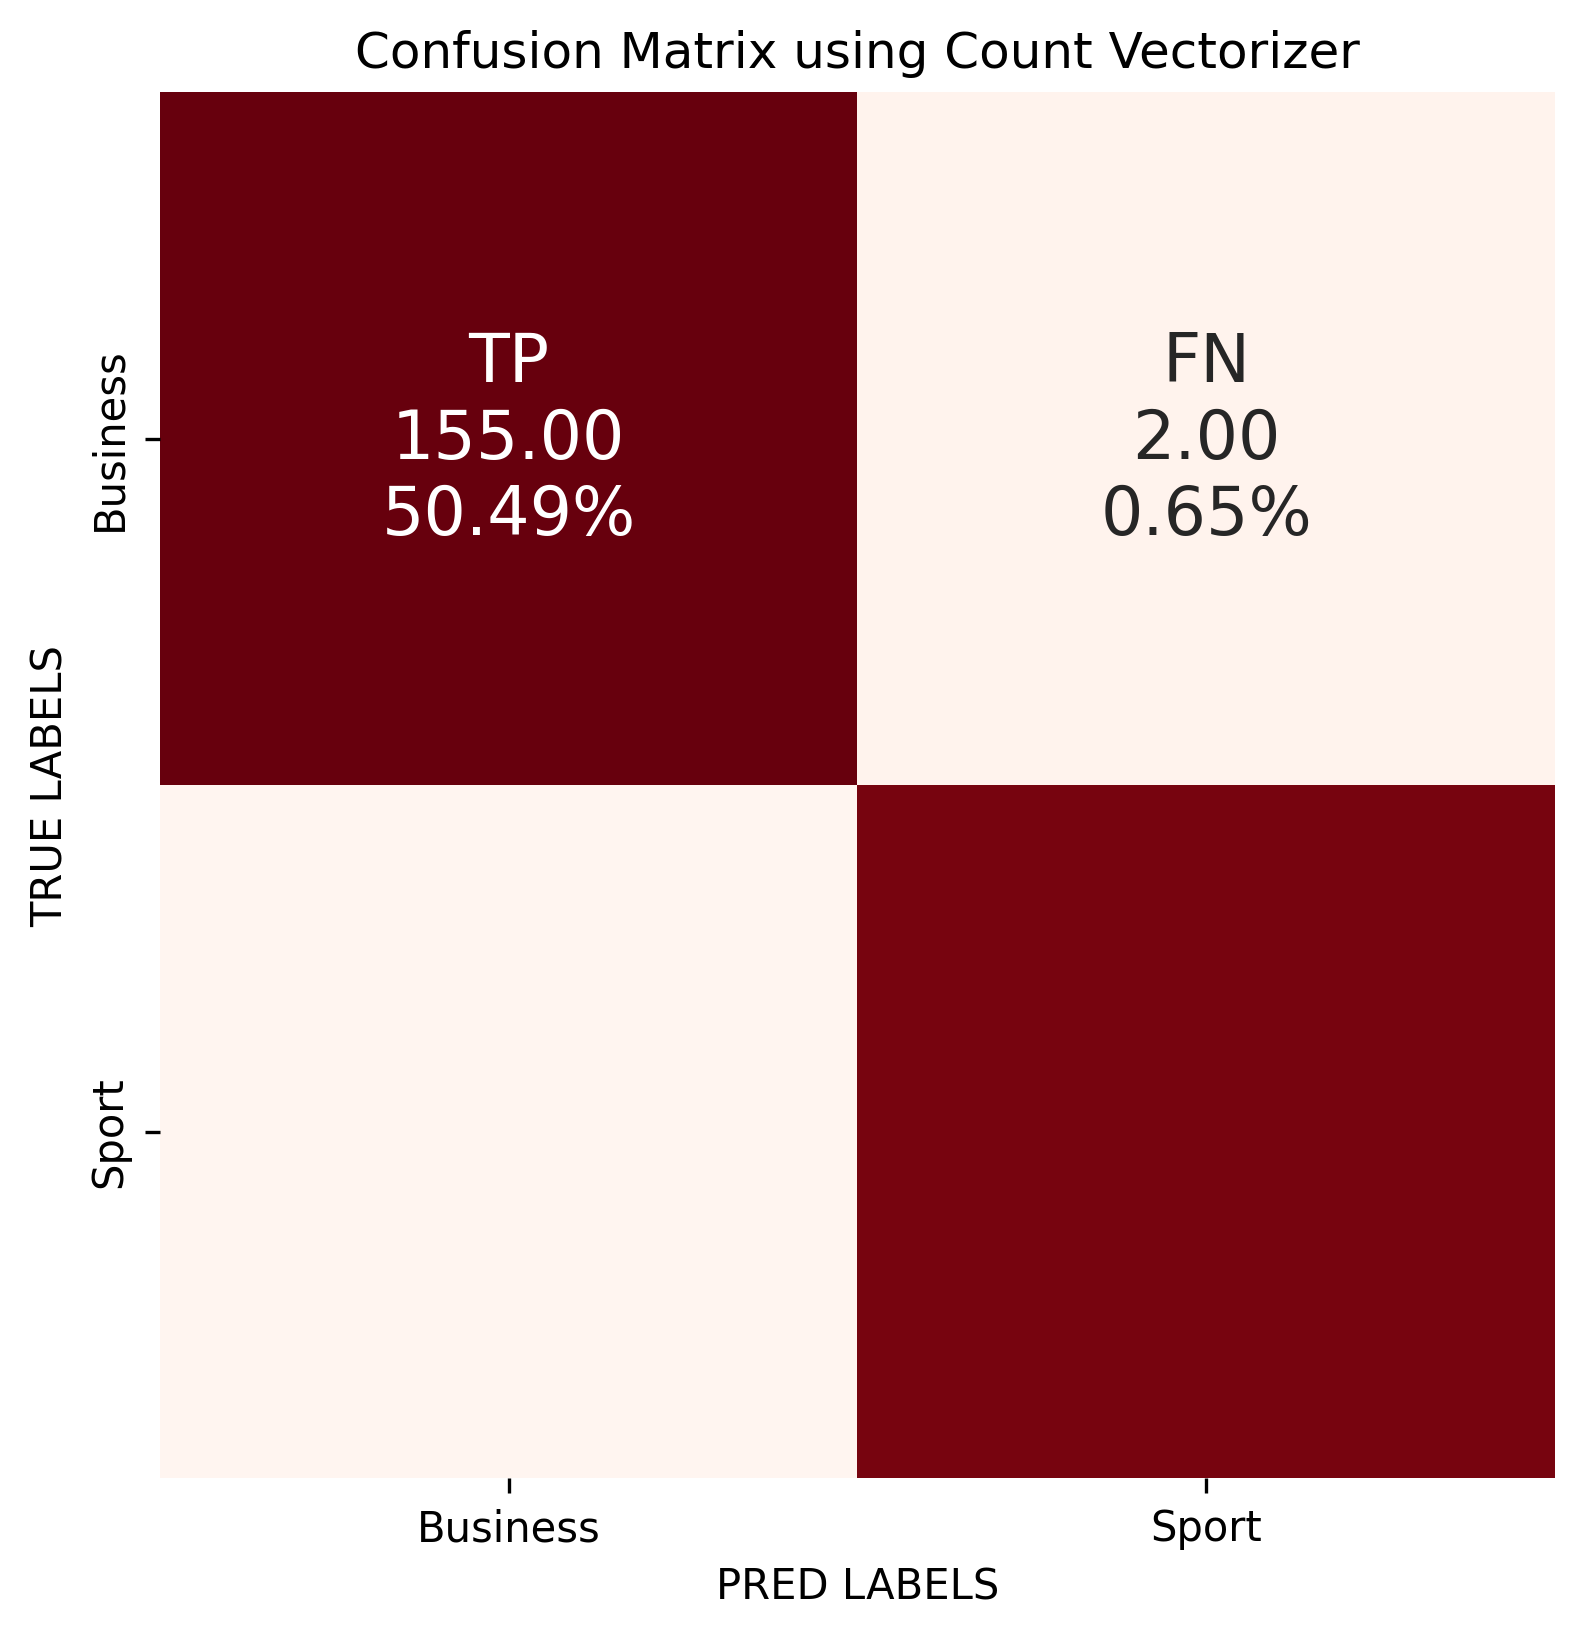 Confusion Matrix using Count Vectorizer
TRUE LABELS
Business
TP
155.00
50.49%
FN
2.00
0.65%
Sport
Business
Sport
PRED LABELS